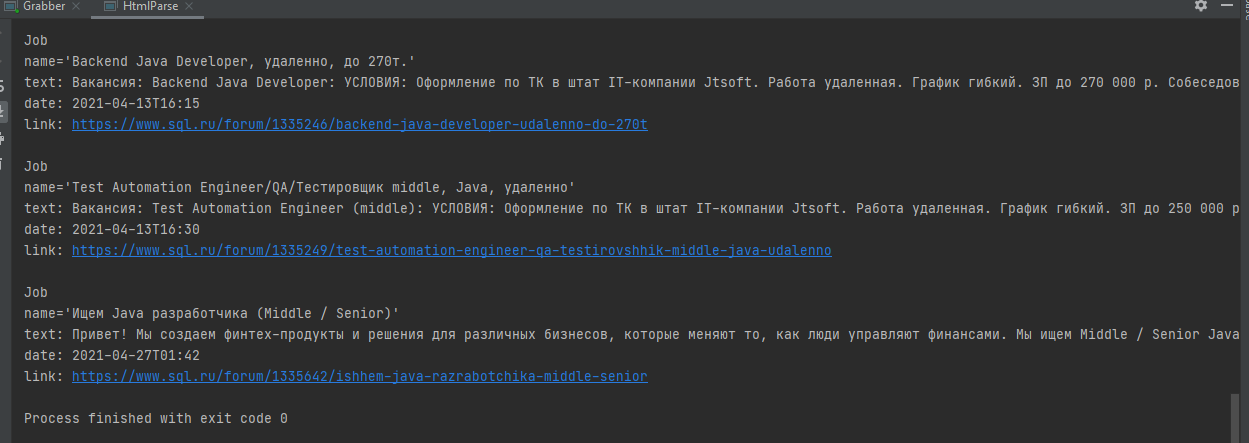 Grabber HtmlParse
Job
name='Backend Java Developer, удаленно, до 270т.'
text: Вакансия: Backend Java Developer: УСЛОВИЯ: Оформление по ТК в штат IT-компании Jtsoft. Работа удаленная. График гибкий. ЗП до 270 000 р. Собеседов
date: 2021-04-13T16:15
link: https://www.sql.ru/forum/1335246/backend-java-developer-udalenno-do-270t
Job
name='Test Automation Engineer/QA/Тестировщик middle, Java, удаленно'
text: Вакансия: Test Automation Engineer (middle): УСЛОВИЯ: Оформление по ТК в штат IT-компании Jtsoft. Работа удаленная. График гибкий. ЗП до 250 000 р
date: 2021-04-13T16:30
link: https://www.sql.ru/forum/1335249/test-automation-engineer-qa-testirovshhik-middle-java-udalenno
Job
name='Ищем Java разработчика (Middle / Senior)'
text: Привет! Мы создаем финтех-продукты и решения для различных бизнесов, которые меняют то, как люди управляют финансами. Мы ищем Middle / Senior Java
date: 2021-04-27T01:42
link: https://www.sql.ru/forum/1335642/ishhem-java-razrabotchika-middle-senior
Process finished with exit code 0